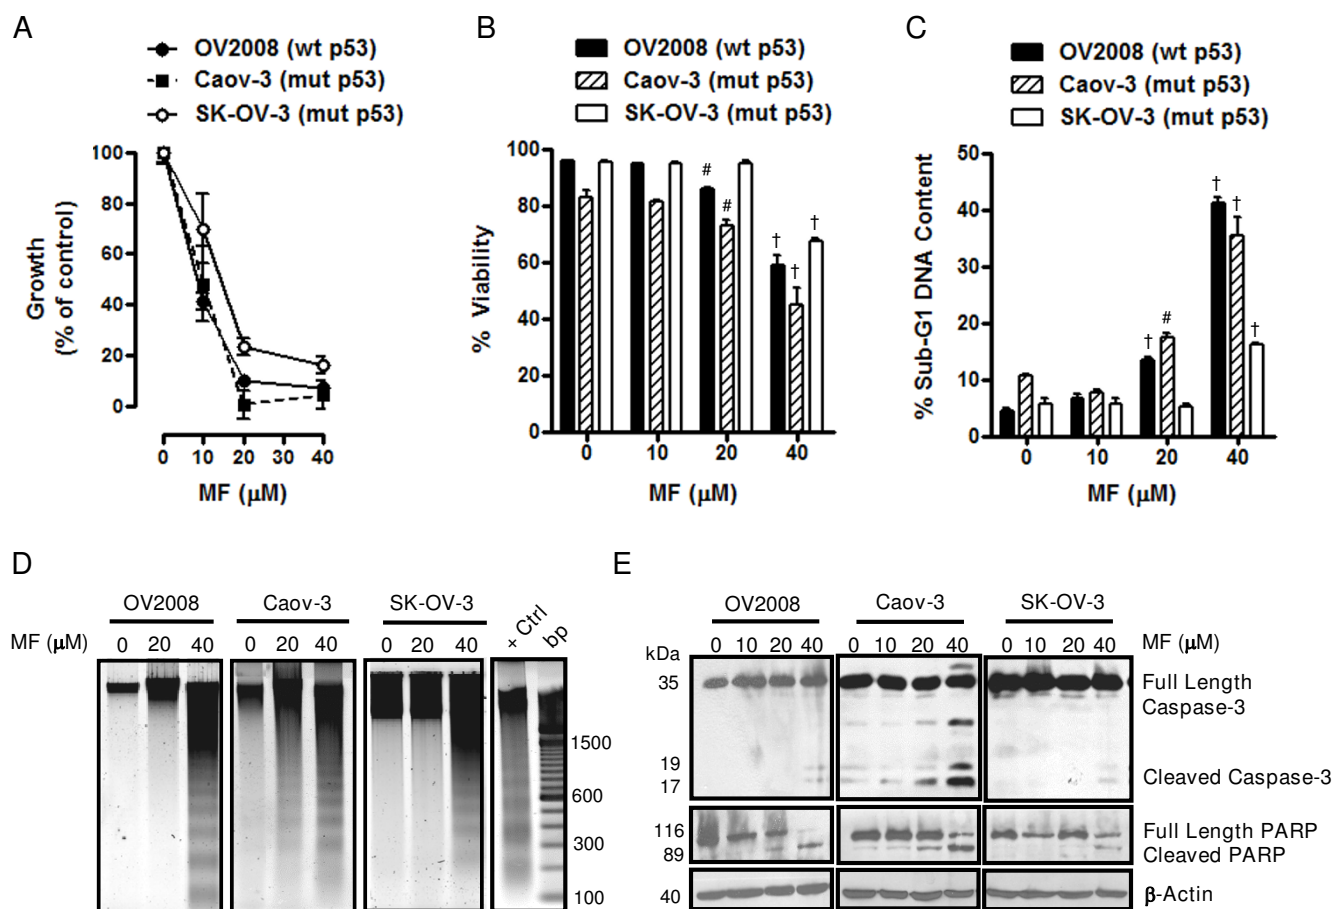 A
OV2008 (wt p53)
Caov-3 (mut p53)
SK-OV-3 (mut p53)
100
80
60
40
20
0
Growth
(% of control)
0 10 20 30 40
MF (μM)
B
OV2008 (wt p53)
Caov-3 (mut p53)
SK-OV-3 (mut p53)
100
80
60
40
20
0
% Viability
# # † † †
0 10 20 40
MF (μM)
C
OV2008 (wt p53)
Caov-3 (mut p53)
SK-OV-3 (mut p53)
50
40
30
20
10
0
% Sub-G1 DNA Content
† # † † †
0 10 20 40
MF (μM)
D
OV2008 Caov-3 SK-OV-3 + Ctrl bp
MF (μM) 0 20 40 0 20 40 0 20 40
1500
600
300
100
E
OV2008 Caov-3 SK-OV-3
kDa 0 10 20 40 0 10 20 40 0 10 20 40 MF (μM)
35 Full Length
Caspase-3
19
17 Cleaved Caspase-3
116 Full Length PARP
89 Cleaved PARP
40 β-Actin